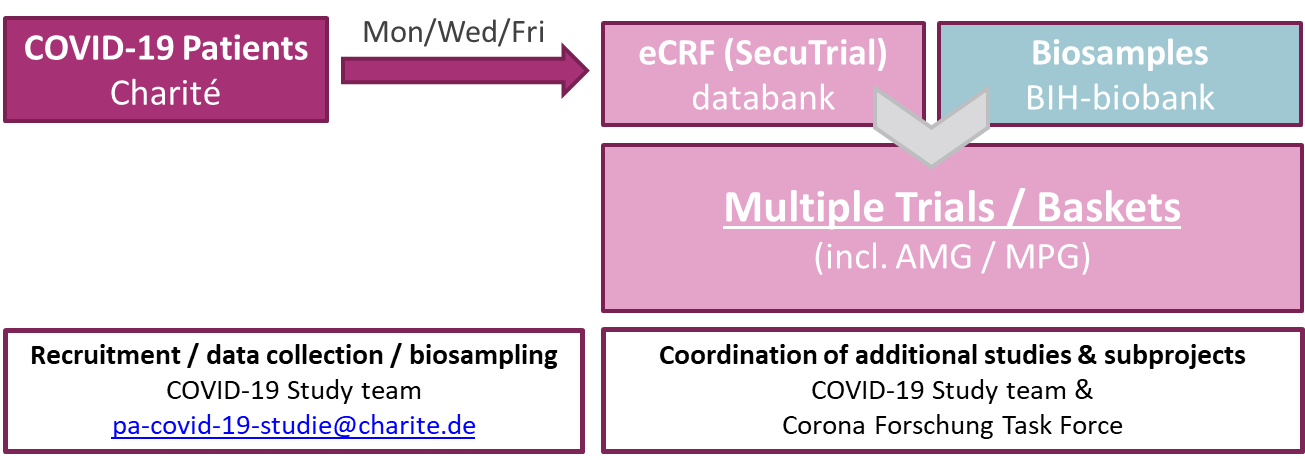 COVID-19 Patients
Charité
Mon/Wed/Fri
eCRF (SecuTrial)
databank
Biosamples
BIH-biobank
Multiple Trials / Baskets
(incl. AMG / MPG)
Recruitment / data collection / biosampling
COVID-19 Study team
pa-covid-19-studie@charite.de
Coordination of additional studies & subprojects
COVID-19 Study team &
Corona Forschung Task Force